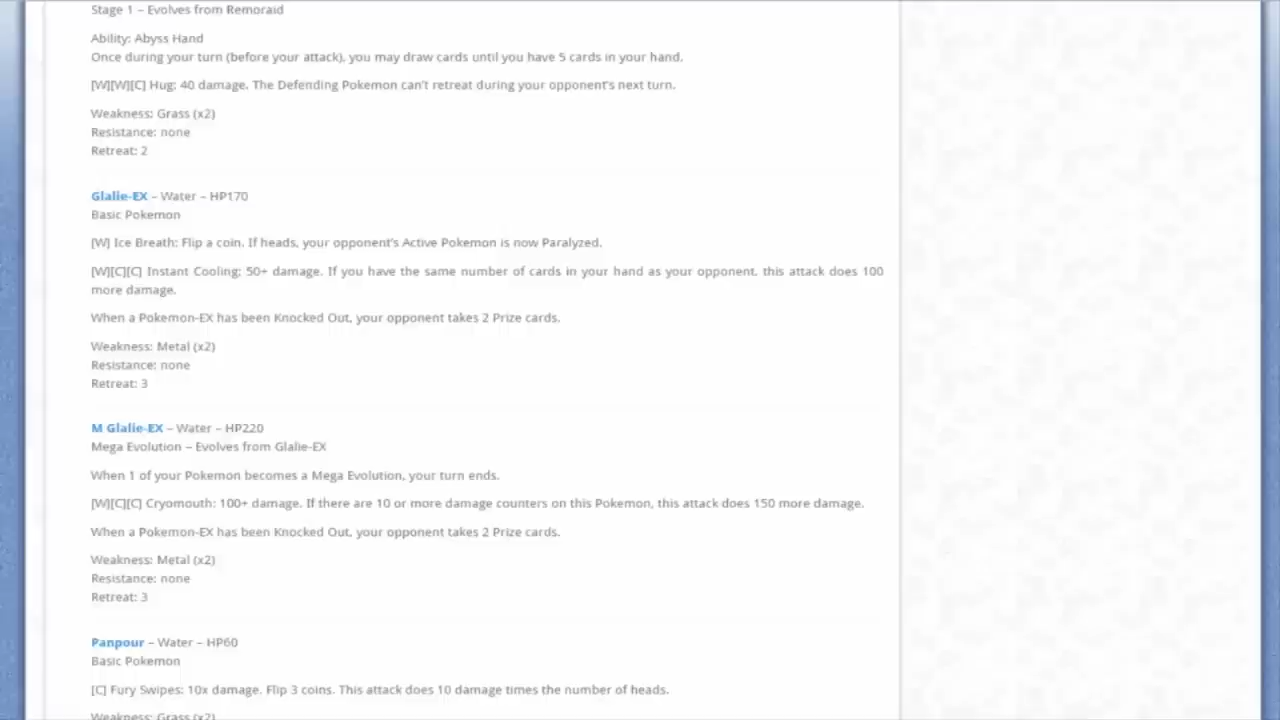 Stage 1 – Evolves from Remoraid
Ability: Abyss Hand
Once during your turn (before your attack), you may draw cards until you have 5 cards in your hand.
[W][W][C] Hug: 40 damage. The Defending Pokemon can't retreat during your opponent's next turn.
Weakness: Grass (x2)
Resistance: none
Retreat: 2
Glalie-EX – Water – HP170
Basic Pokemon
[W] Ice Breath: Flip a coin. If heads, your opponent's Active Pokemon is now Paralyzed.
[W][C][C] Instant Cooling: 50+ damage. If you have the same number of cards in your hand as your opponent, this attack does 100
more damage.
When a Pokemon-EX has been Knocked Out, your opponent takes 2 Prize cards.
Weakness: Metal (x2)
Resistance: none
Retreat: 3
M Glalie-EX – Water – HP220
Mega Evolution – Evolves from Glalie-EX
When 1 of your Pokemon becomes a Mega Evolution, your turn ends.
[W][C][C] Cryomouth: 100+ damage. If there are 10 or more damage counters on this Pokemon, this attack does 150 more damage.
When a Pokemon-EX has been Knocked Out, your opponent takes 2 Prize cards.
Weakness: Metal (x2)
Resistance: none
Retreat: 3
Panpour – Water – HP60
Basic Pokemon
[C] Fury Swipes: 10x damage. Flip 3 coins. This attack does 10 damage times the number of heads.
Weakness: Grass (x2)